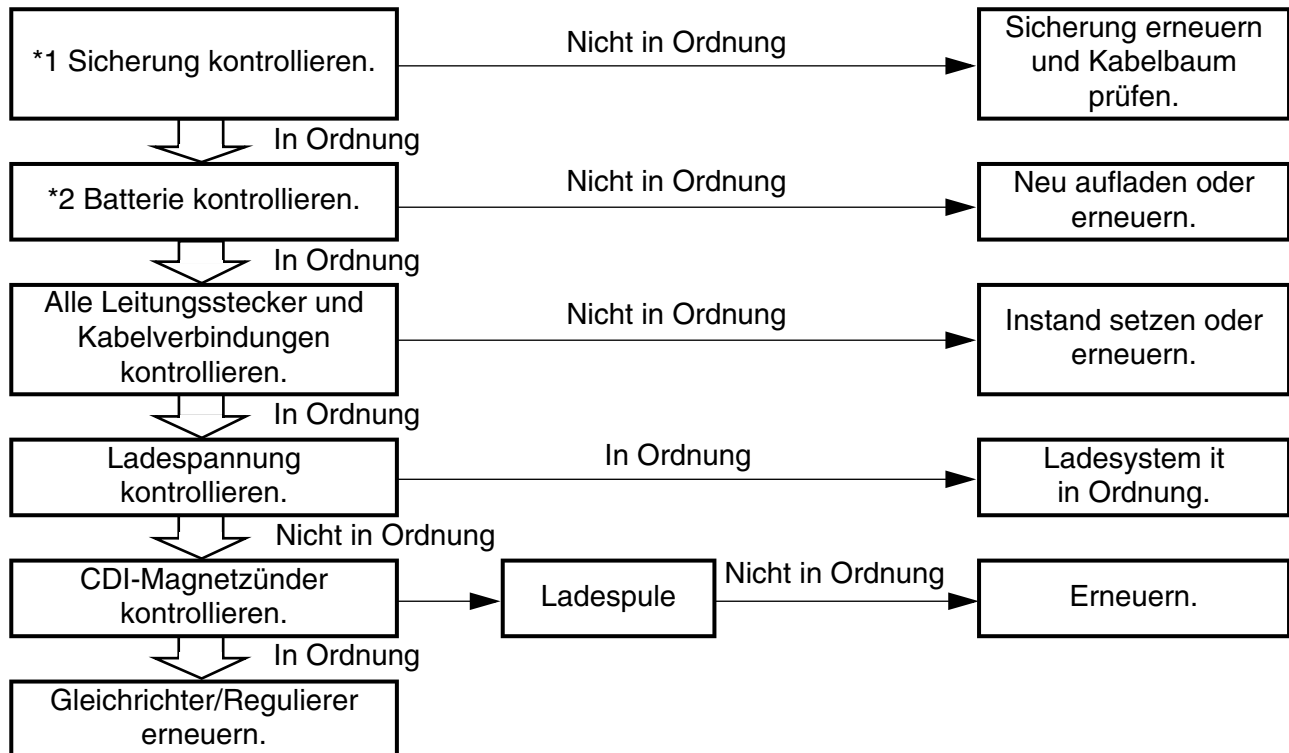 *1 Sicherung kontrollieren.
Nicht in Ordnung
Sicherung erneuern
und Kabelbaum
prüfen.
In Ordnung
*2 Batterie kontrollieren.
Nicht in Ordnung
Neu aufladen oder
erneuern.
In Ordnung
Alle Leitungsstecker und
Kabelverbindungen
kontrollieren.
Nicht in Ordnung
Instand setzen oder
erneuern.
In Ordnung
Ladespannung
kontrollieren.
In Ordnung
Ladesystem it
in Ordnung.
Nicht in Ordnung
CDI-Magnetzünder
kontrollieren.
Ladespule
Nicht in Ordnung
Erneuern.
In Ordnung
Gleichrichter/Regulierer
erneuern.